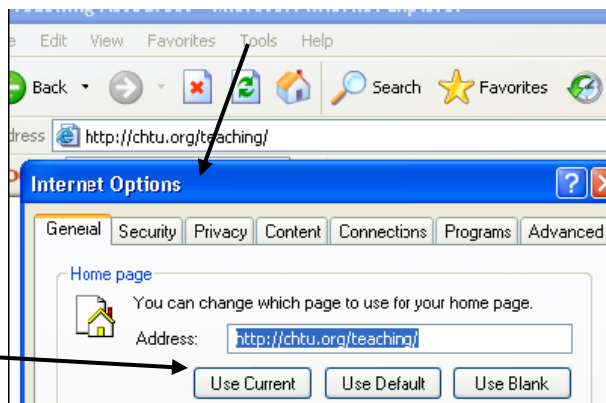 Edit View Favorites Tools Help
Back Search Favorites
dress http://chtu.org/teaching/
Internet Options
General Security Privacy Content Connections Programs Advanced
Home page
You can change which page to use for your home page.
Address: http://chtu.org/teaching/
Use Current Use Default Use Blank